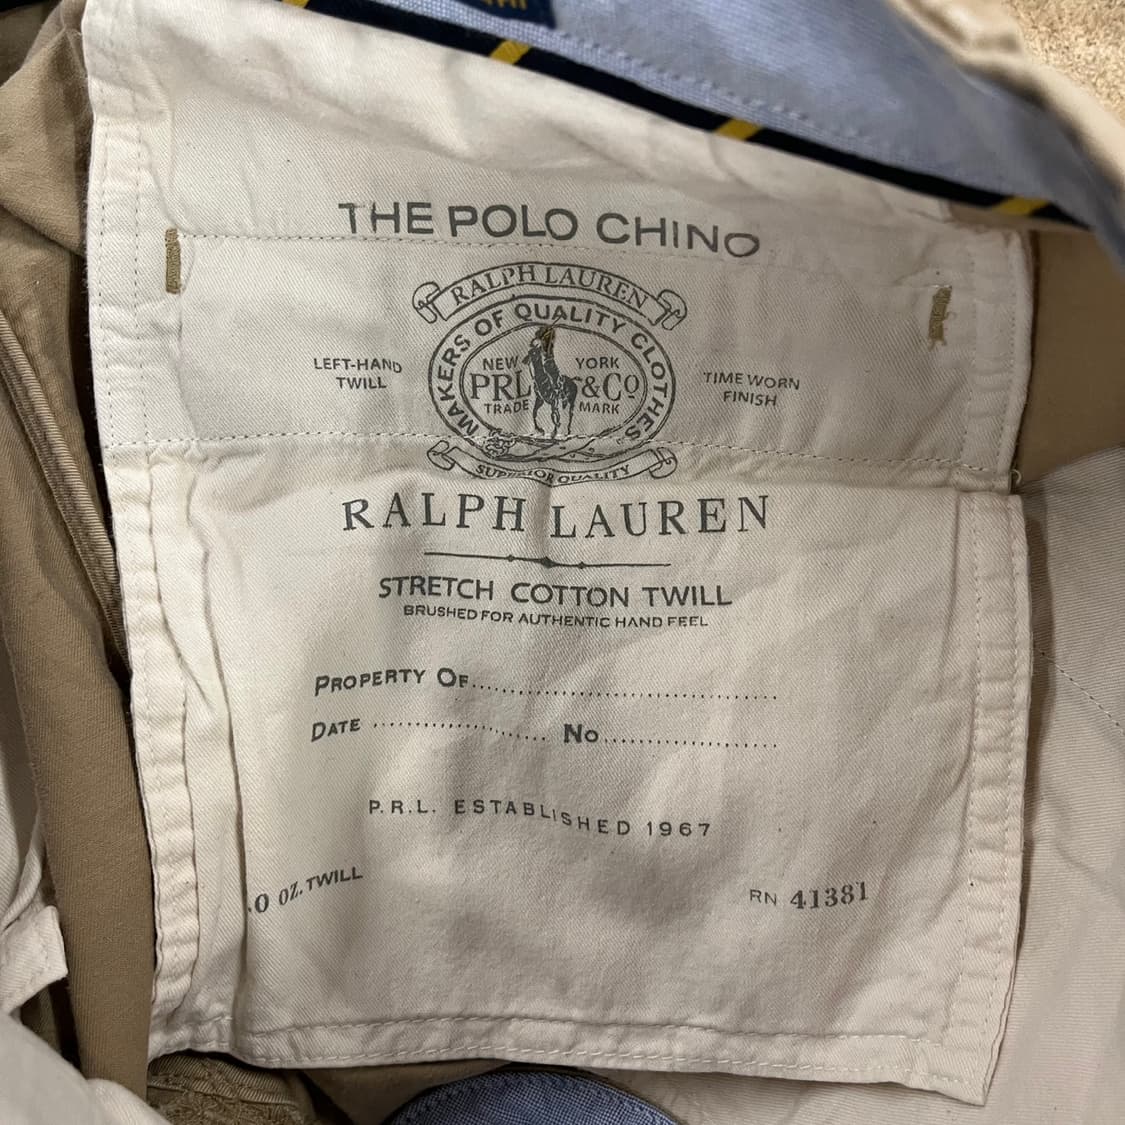 THE POLO CHINO
RALPH LAUREN
MAKERS OF QUALITY CLOTHES
LEFT-HAND
TWILL
NEW YORK
PRL &Co
TRADE MARK
TIME WORN
FINISH
SUPERIOR QUALITY
RALPH LAUREN
STRETCH COTTON TWILL
BRUSHED FOR AUTHENTIC HAND FEEL
PROPERTY OF
DATE No
P.R.L. ESTABLISHED 1967
OZ. TWILL
RN 41381